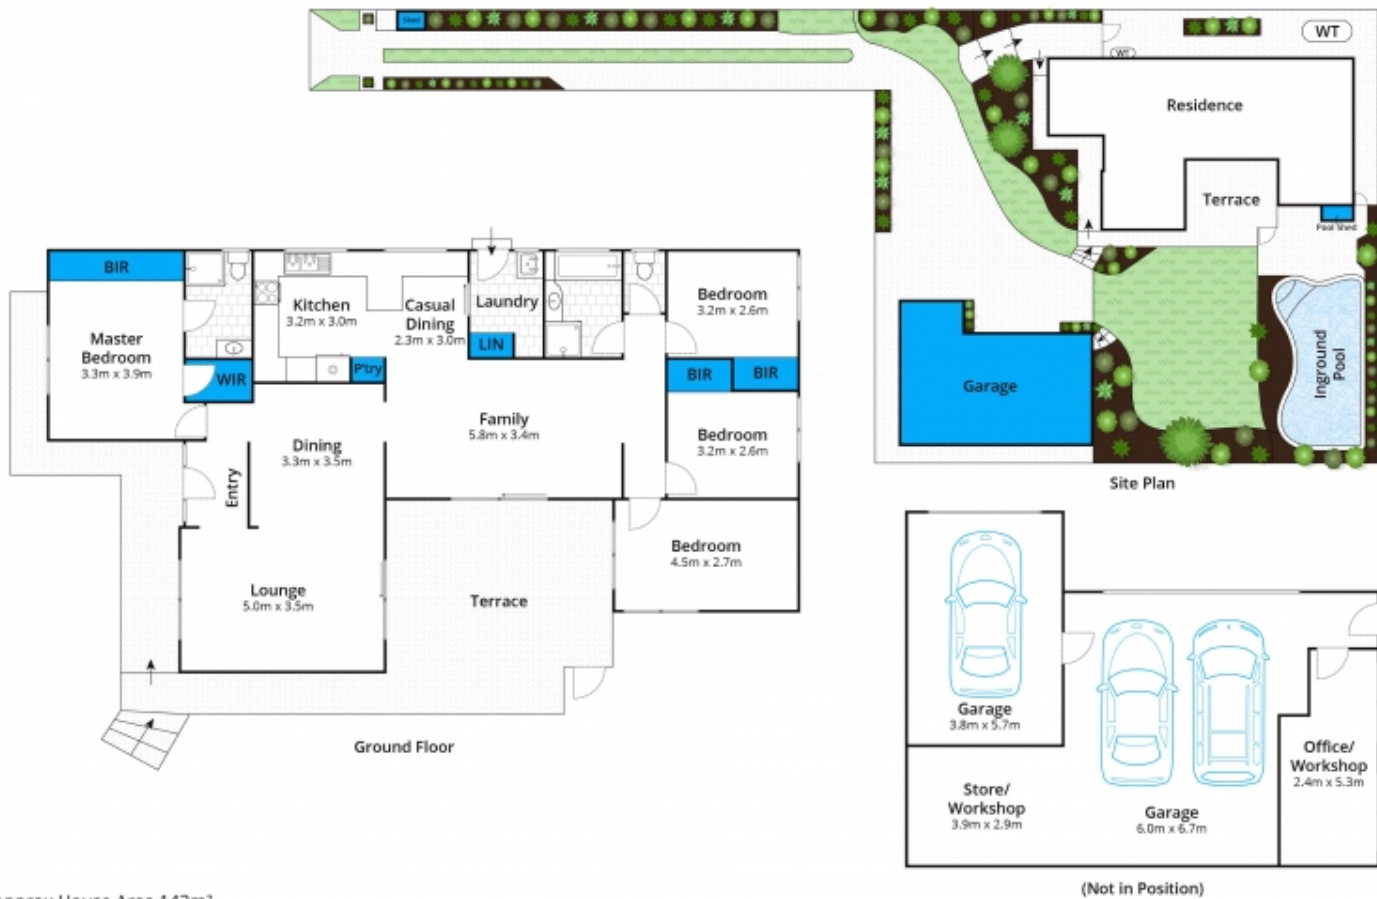 Shed
WT
WT
Residence
Terrace
Pool Shed
Garage
Inground
Pool
Site Plan
BIR
Master
Bedroom
3.3m x 3.9m
WIR
Kitchen
3.2m x 3.0m
P'try
Casual
Dining
2.3m x 3.0m
Laundry
LIN
Bedroom
3.2m x 2.6m
BIR
BIR
Family
5.8m x 3.4m
Bedroom
3.2m x 2.6m
Dining
3.3m x 3.5m
Entry
Bedroom
4.5m x 2.7m
Lounge
5.0m x 3.5m
Terrace
Ground Floor
Garage
3.8m x 5.7m
Store/
Workshop
3.9m x 2.9m
Garage
6.0m x 6.7m
Office/
Workshop
2.4m x 5.3m
(Not in Position)
House Area